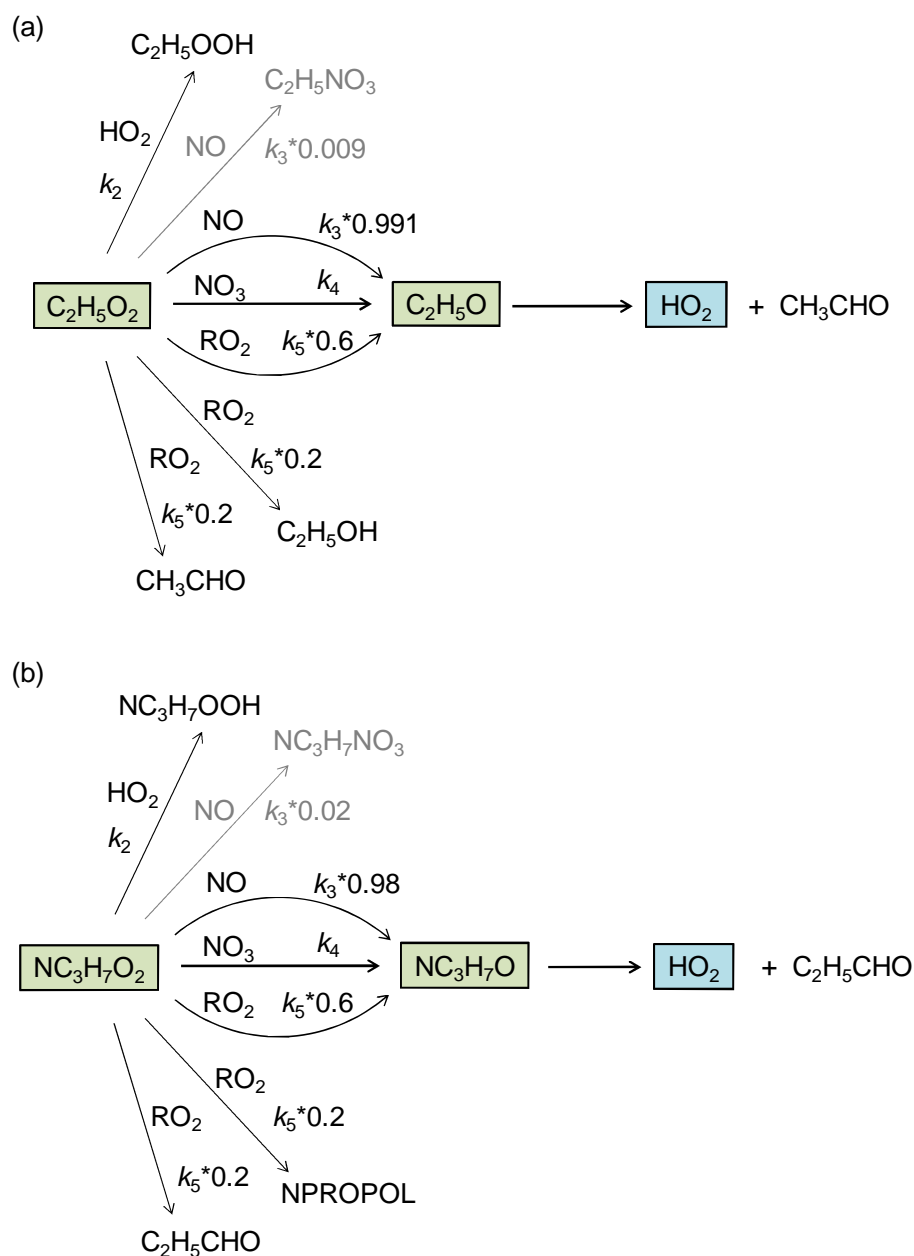 (a)
C₂H₅OOH
C₂H₅NO₃
HO₂
NO
k₃*0.009
k₂
NO
k₃*0.991
C₂H₅O₂
NO₃
k₄
C₂H₅O
HO₂ + CH₃CHO
RO₂
k₅*0.6
RO₂
RO₂
k₅*0.2
k₅*0.2
C₂H₅OH
CH₃CHO
(b)
NC₃H₇OOH
NC₃H₇NO₃
HO₂
NO
k₃*0.02
k₂
NO
k₃*0.98
NC₃H₇O₂
NO₃
k₄
NC₃H₇O
HO₂ + C₂H₅CHO
RO₂
k₅*0.6
RO₂
RO₂
k₅*0.2
k₅*0.2
NPROPOL
C₂H₅CHO